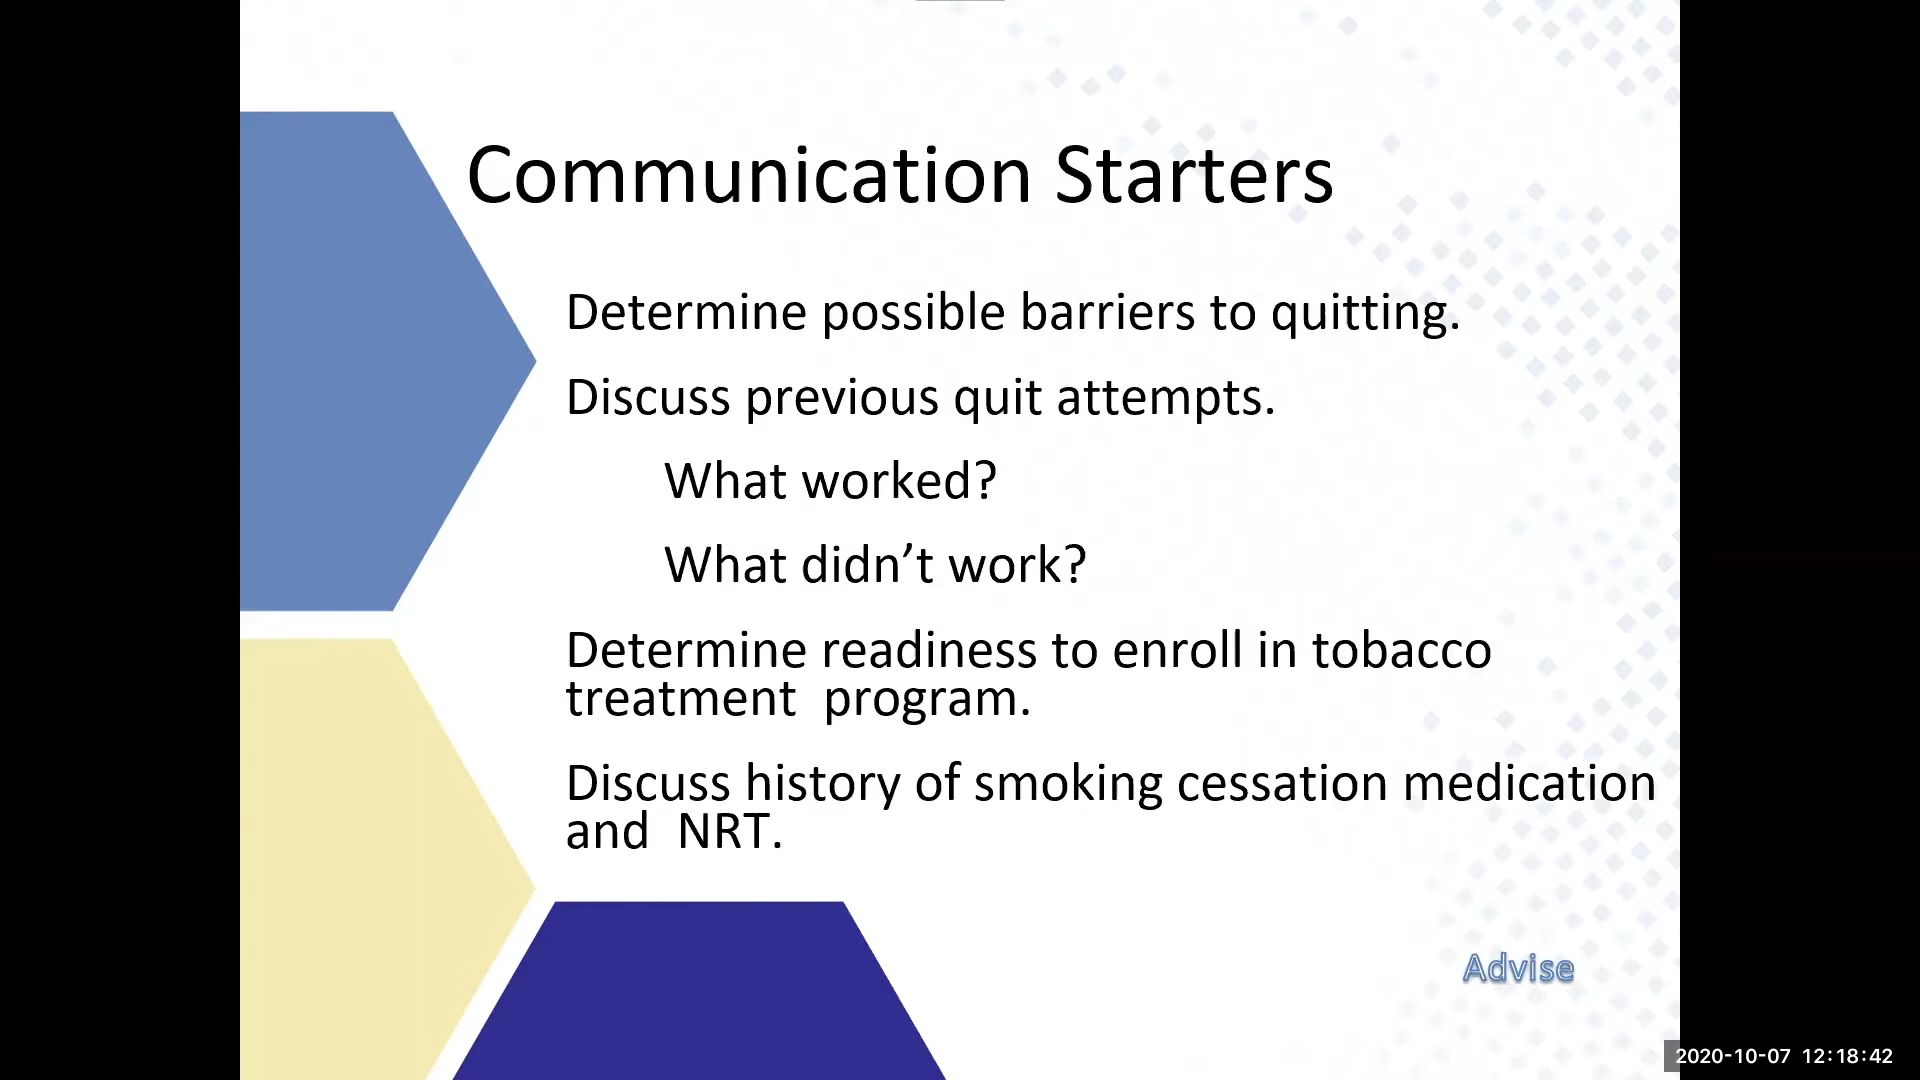 Communication Starters
Determine possible barriers to quitting.
Discuss previous quit attempts.
What worked?
What didn’t work?
Determine readiness to enroll in tobacco
treatment  program.
Discuss history of smoking cessation medication
and  NRT.
Advise
2020-10-07 12:18:42